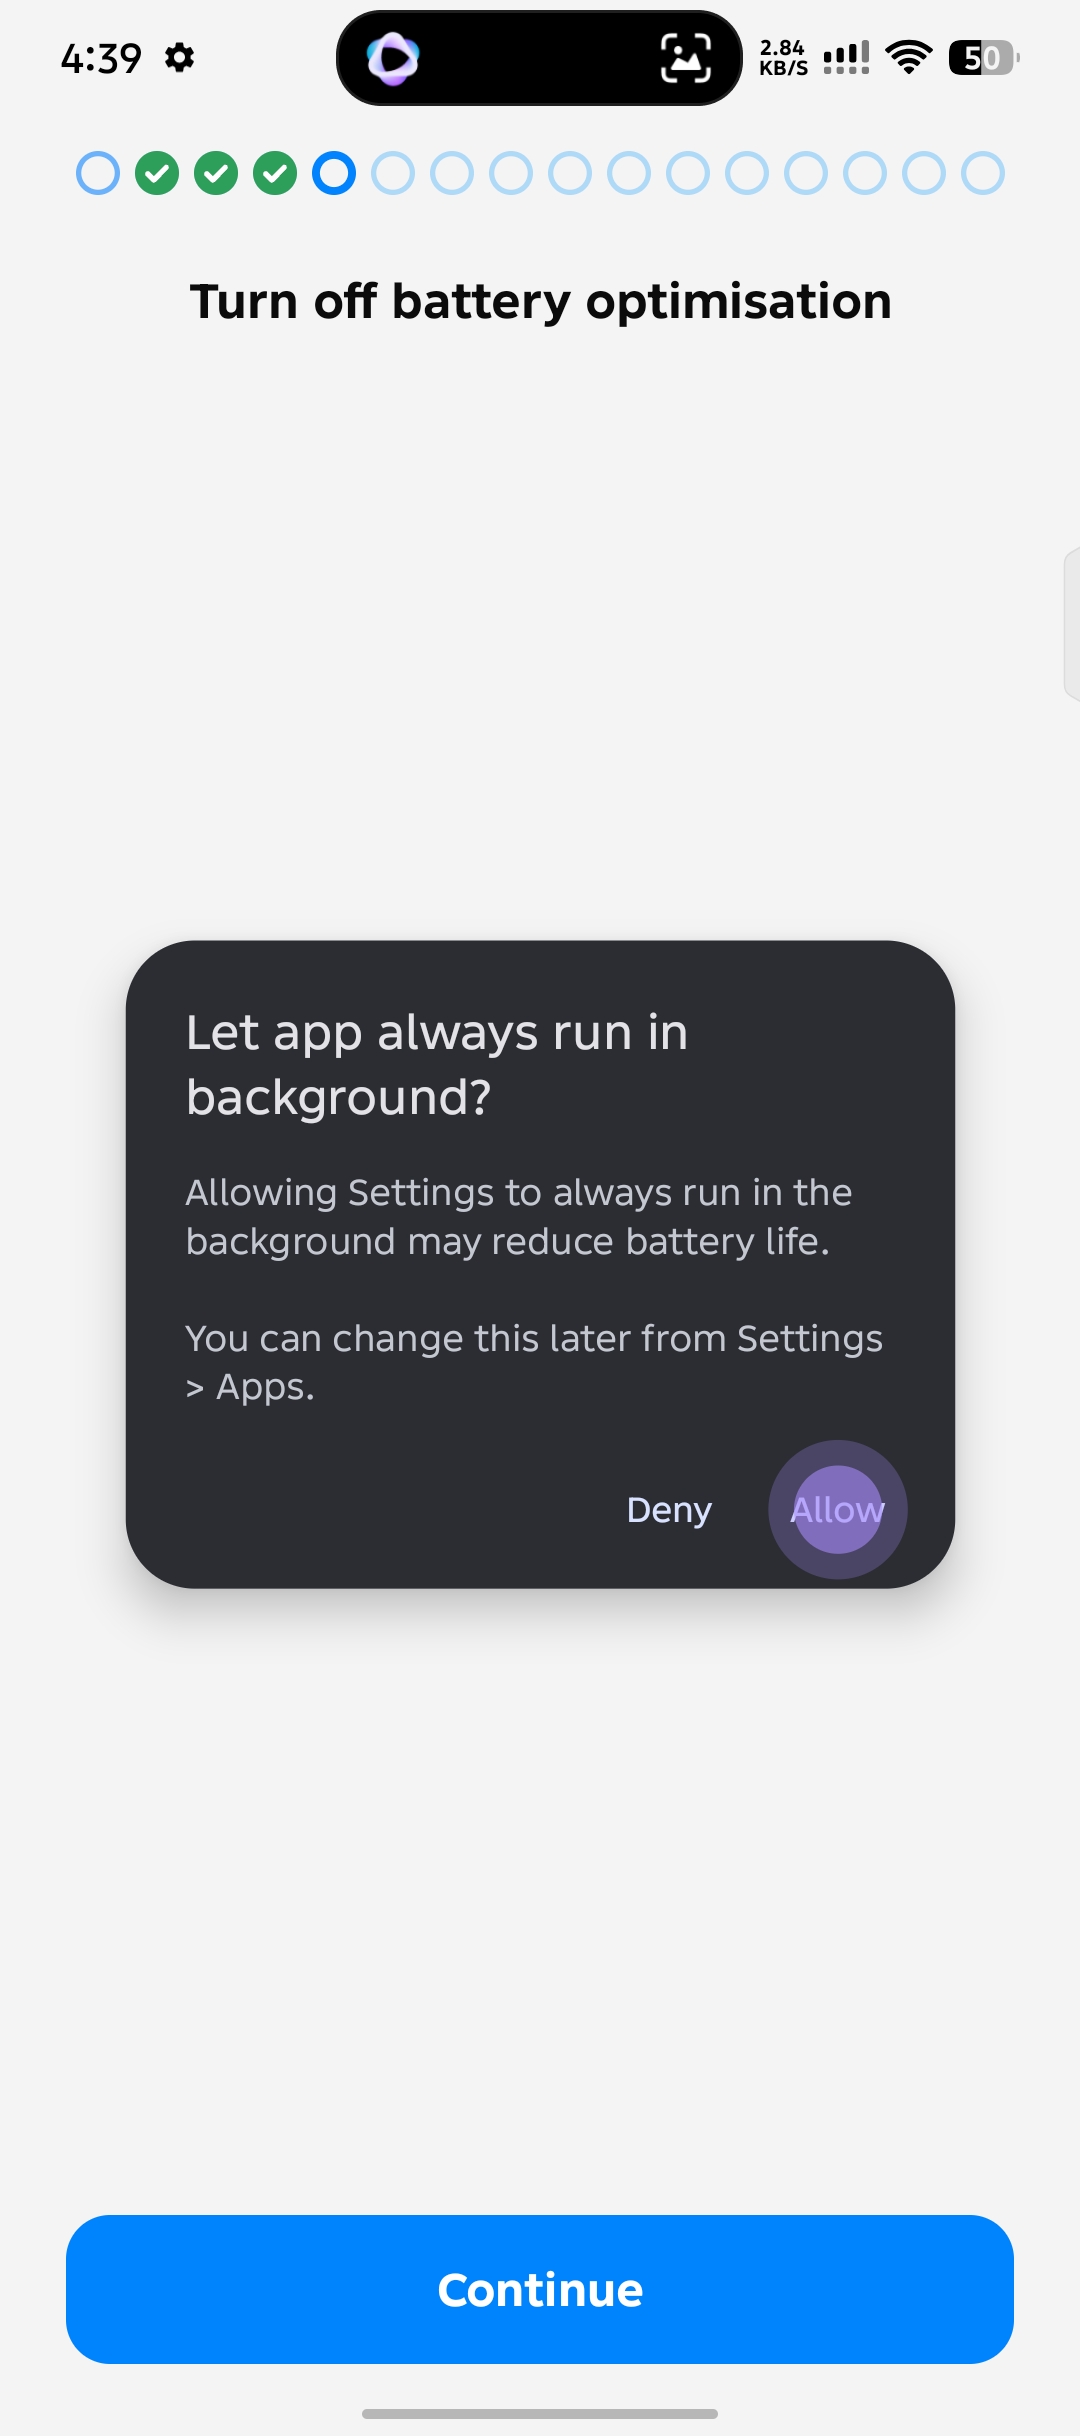 4:39
2.84
KB/S
50
Turn off battery optimisation
Let app always run in
background?
Allowing Settings to always run in the
background may reduce battery life.
You can change this later from Settings
> Apps.
Deny
Allow
Continue